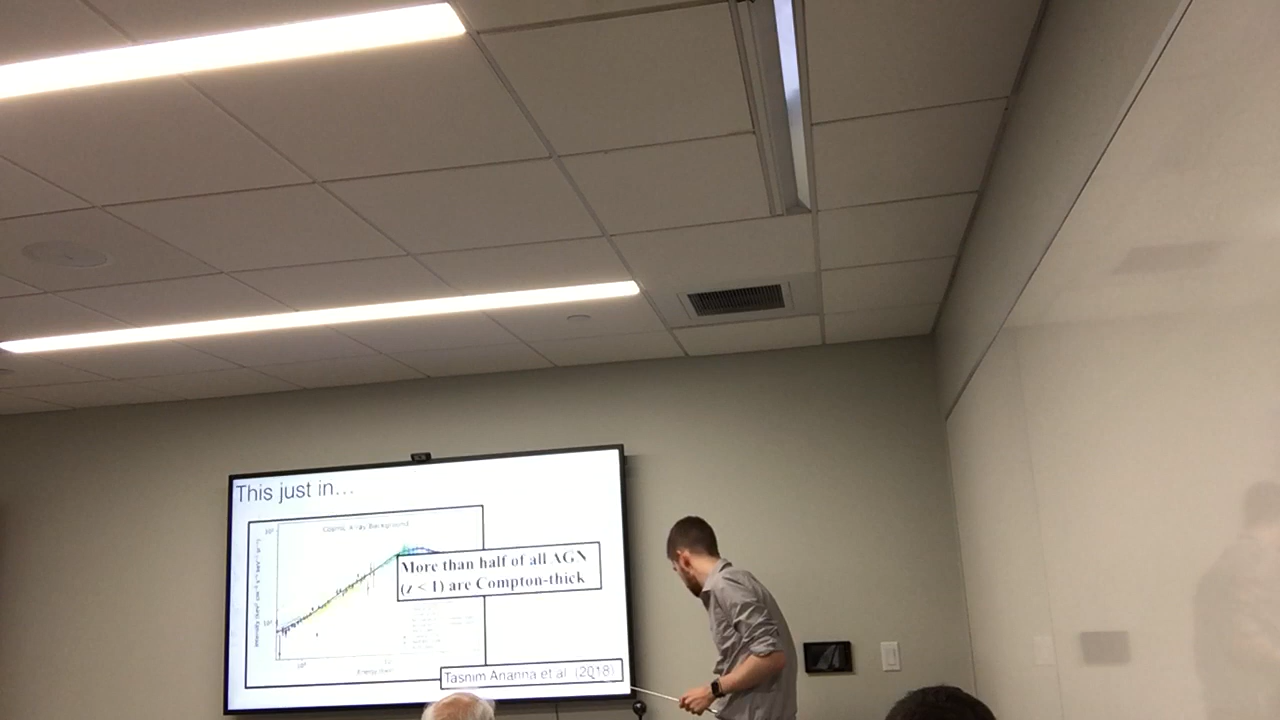 This just in...
Cosmic X-ray Background
More than half of all AGN
(z < 1) are Compton-thick
Tasnim Ananna et al. (2018)